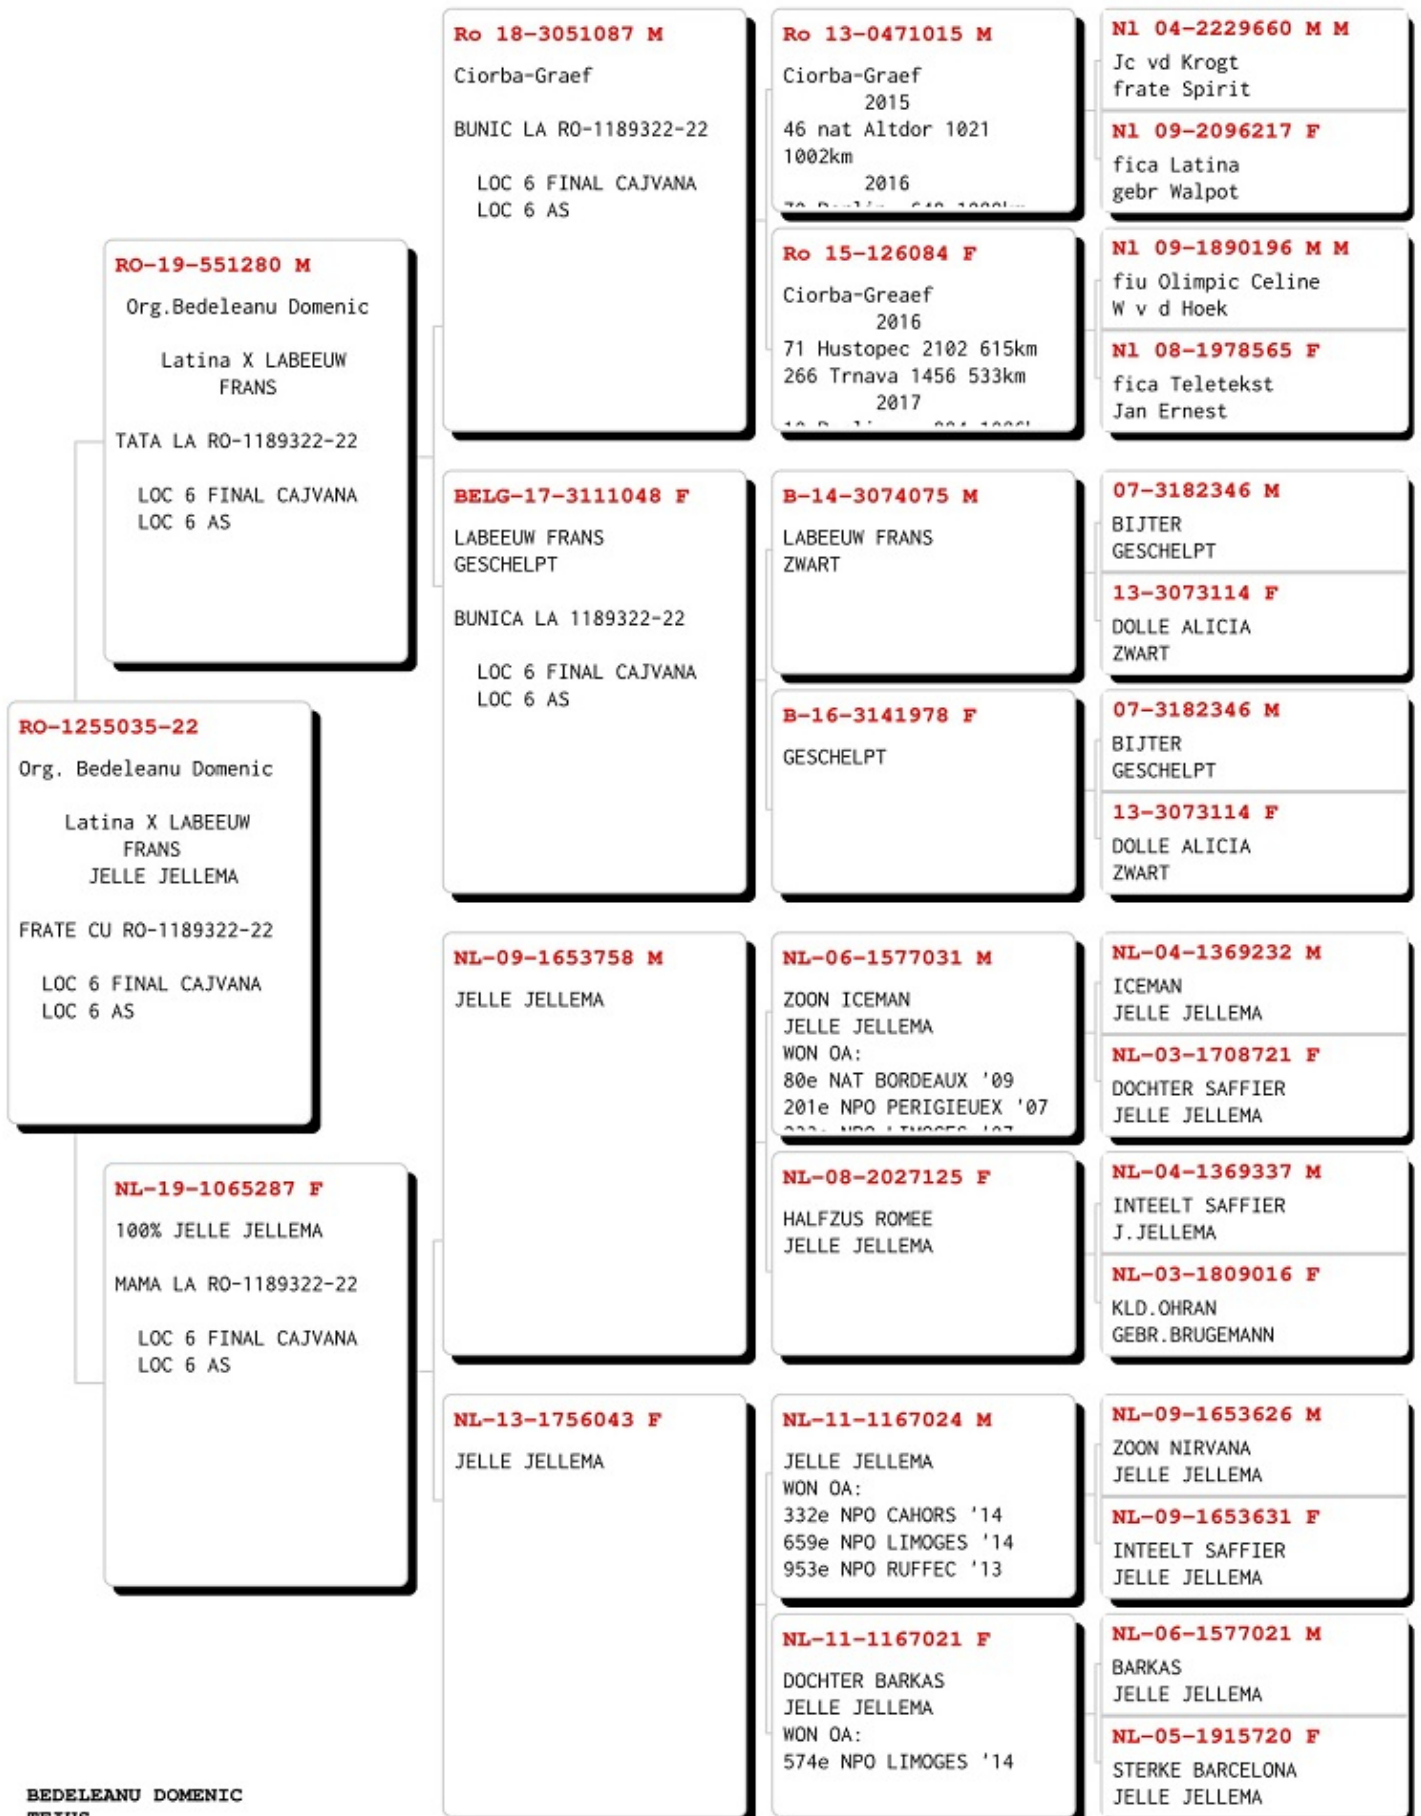 RO-1255035-22
Org. Bedeleanu Domenic
Latina X LABEEUW
FRANS
JELLE JELLEMA
FRATE CU RO-1189322-22
LOC 6 FINAL CAJVANA
LOC 6 AS
RO-19-551280 M
Org.Bedeleanu Domenic
Latina X LABEEUW
FRANS
TATA LA RO-1189322-22
LOC 6 FINAL CAJVANA
LOC 6 AS
NL-19-1065287 F
100% JELLE JELLEMA
MAMA LA RO-1189322-22
LOC 6 FINAL CAJVANA
LOC 6 AS
Ro 18-3051087 M
Ciorba-Graef
BUNIC LA RO-1189322-22
LOC 6 FINAL CAJVANA
LOC 6 AS
BELG-17-3111048 F
LABEEUW FRANS
GESCHELPT
BUNICA LA 1189322-22
LOC 6 FINAL CAJVANA
LOC 6 AS
NL-09-1653758 M
JELLE JELLEMA
NL-13-1756043 F
JELLE JELLEMA
Ro 13-0471015 M
Ciorba-Graef
2015
46 nat Altdor 1021
1002km
2016
Ro 15-126084 F
Ciorba-Greaef
2016
71 Hustopec 2102 615km
266 Trnava 1456 533km
2017
B-14-3074075 M
LABEEUW FRANS
ZWART
B-16-3141978 F
GESCHELPT
NL-06-1577031 M
ZOON ICEMAN
JELLE JELLEMA
WON OA:
80e NAT BORDEAUX '09
201e NPO PERIGIEUEX '07
NL-08-2027125 F
HALFZUS ROMEE
JELLE JELLEMA
NL-11-1167024 M
JELLE JELLEMA
WON OA:
332e NPO CAHORS '14
659e NPO LIMOGES '14
953e NPO RUFFEC '13
NL-11-1167021 F
DOCHTER BARKAS
JELLE JELLEMA
WON OA:
574e NPO LIMOGES '14
Nl 04-2229660 M M
Jc vd Krogt
frate Spirit
Nl 09-2096217 F
fica Latina
gebr Walpot
Nl 09-1890196 M M
fiu Olimpic Celine
W v d Hoek
Nl 08-1978565 F
fica Teletekst
Jan Ernest
07-3182346 M
BIJTER
GESCHELPT
13-3073114 F
DOLLE ALICIA
ZWART
07-3182346 M
BIJTER
GESCHELPT
13-3073114 F
DOLLE ALICIA
ZWART
NL-04-1369232 M
ICEMAN
JELLE JELLEMA
NL-03-1708721 F
DOCHTER SAFFIER
JELLE JELLEMA
NL-04-1369337 M
INTEELT SAFFIER
J.JELLEMA
NL-03-1809016 F
KLD.OHRAN
GEBR.BRUGEMANN
NL-09-1653626 M
ZOON NIRVANA
JELLE JELLEMA
NL-09-1653631 F
INTEELT SAFFIER
JELLE JELLEMA
NL-06-1577021 M
BARKAS
JELLE JELLEMA
NL-05-1915720 F
STERKE BARCELONA
JELLE JELLEMA
BEDELEANU DOMENIC